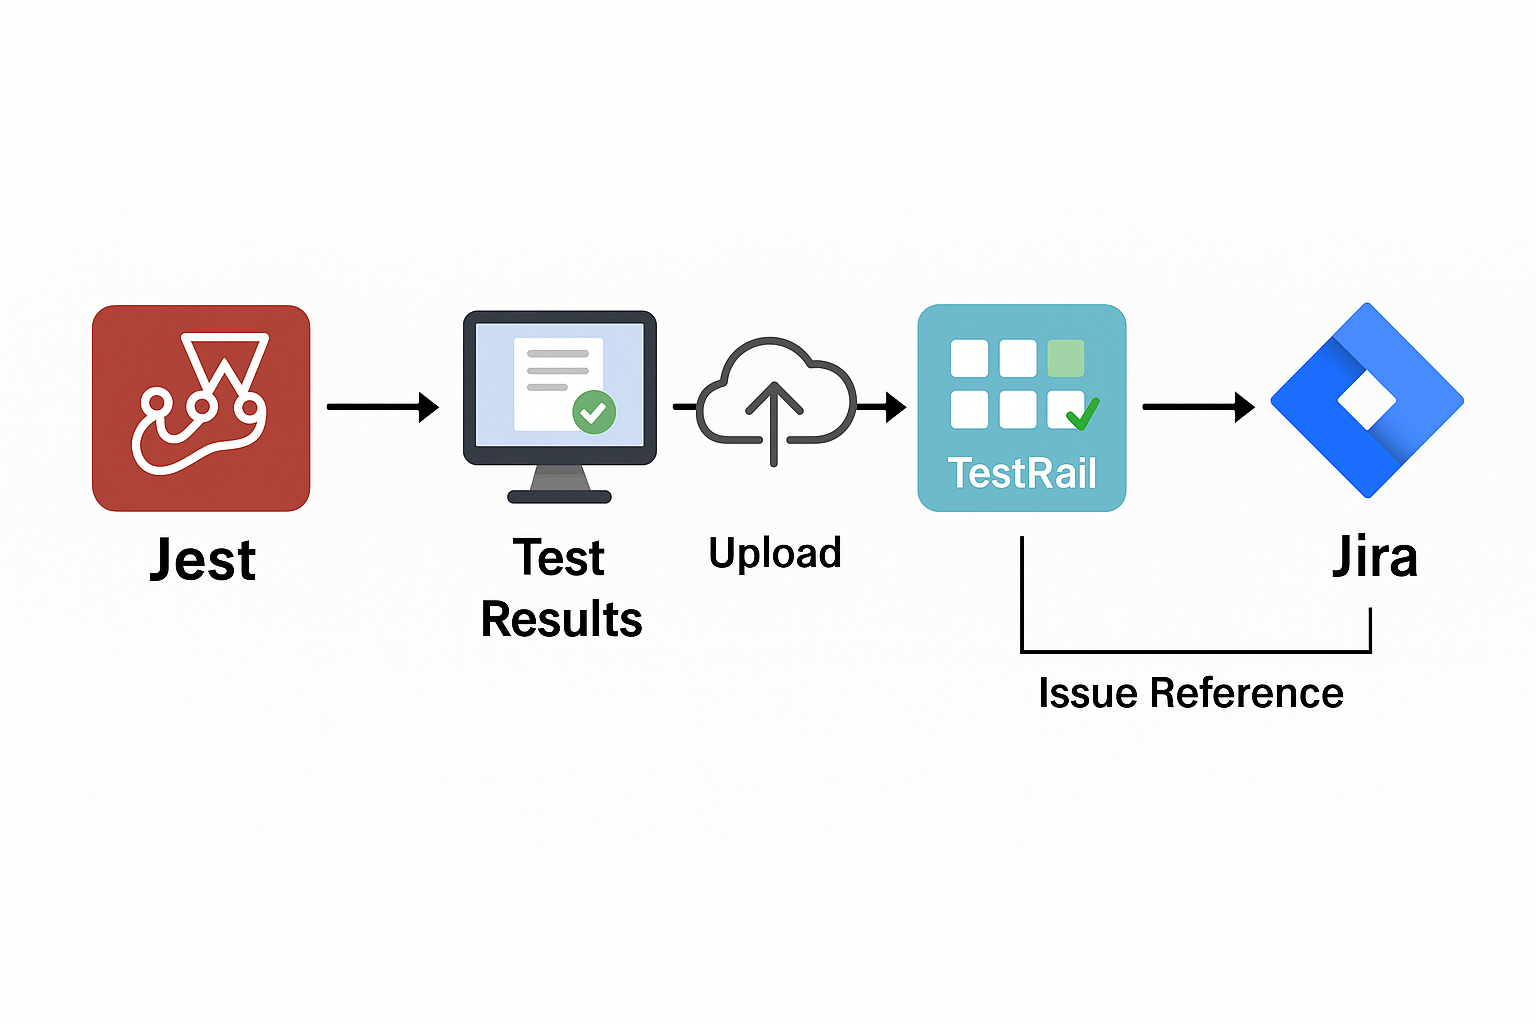 TestRail
Jest
Test
Results
Upload
Jira
Issue Reference